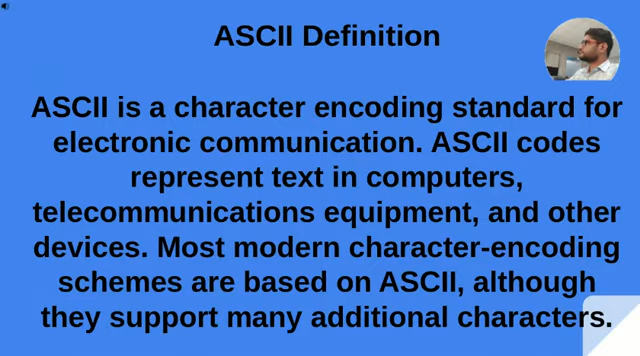 ASCII Definition
ASCII is a character encoding standard for
electronic communication. ASCII codes
represent text in computers,
telecommunications equipment, and other
devices. Most modern character-encoding
schemes are based on ASCII, although
they support many additional characters.